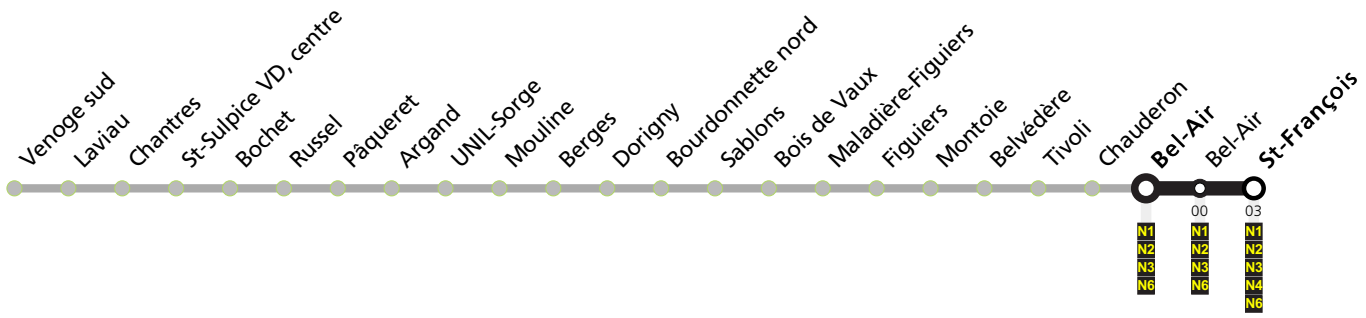 Venoge sud
Laviau
Chantres
St-Sulpice VD, centre
Bochet
Russel
Pâqueret
Argand
UNIL-Sorge
Mouline
Berges
Dorigny
Bourdonnette nord
Sablons
Bois de Vaux
Maladière-Figuiers
Figuiers
Montoie
Belvédère
Tivoli
Chauderon
Bel-Air
Bel-Air
St-François
00
03
N1
N2
N3
N6
N1
N2
N3
N6
N1
N2
N3
N4
N6